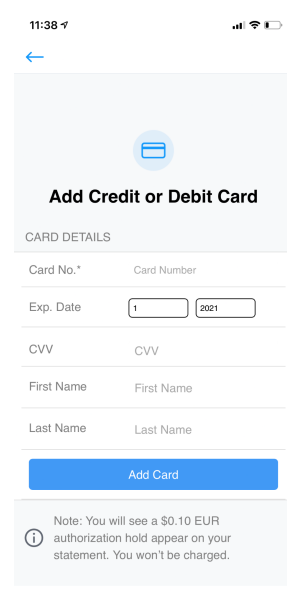 11:38
Add Credit or Debit Card
CARD DETAILS
Card No.* Card Number
Exp. Date 1 2021
CVV CVV
First Name First Name
Last Name Last Name
Add Card
Note: You will see a $0.10 EUR
authorization hold appear on your
statement. You won't be charged.